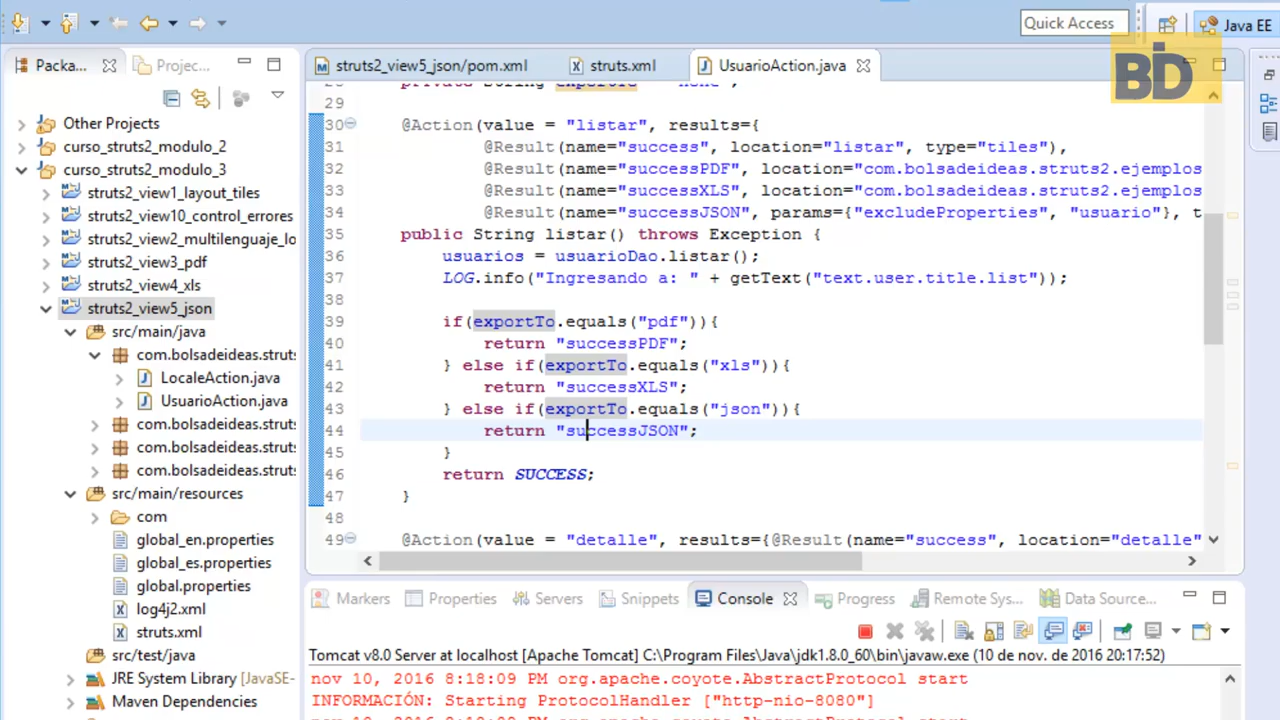 Quick Access
Java EE
BD
Packa...
Projec...
struts2_view5_json/pom.xml
struts.xml
UsuarioAction.java
Other Projects
curso_struts2_modulo_2
curso_struts2_modulo_3
struts2_view1_layout_tiles
struts2_view10_control_errores
struts2_view2_multilenguaje_lo
struts2_view3_pdf
struts2_view4_xls
struts2_view5_json
src/main/java
com.bolsadeideas.struts
LocaleAction.java
UsuarioAction.java
com.bolsadeideas.struts
com.bolsadeideas.struts
com.bolsadeideas.struts
src/main/resources
com
global_en.properties
global_es.properties
global.properties
log4j2.xml
struts.xml
src/test/java
JRE System Library [JavaSE-
Maven Dependencies
29
30 @Action(value = "listar", results={
31 @Result(name="success", location="listar", type="tiles"),
32 @Result(name="successPDF", location="com.bolsadeideas.struts2.ejemplos
33 @Result(name="successXLS", location="com.bolsadeideas.struts2.ejemplos
34 @Result(name="successJSON", params={"excludeProperties", "usuario"}, t
35 public String listar() throws Exception {
36 usuarios = usuarioDao.listar();
37 LOG.info("Ingresando a: " + getText("text.user.title.list"));
38
39 if(exportTo.equals("pdf")){
40 return "successPDF";
41 } else if(exportTo.equals("xls")){
42 return "successXLS";
43 } else if(exportTo.equals("json")){
44 return "successJSON";
45 }
46 return SUCCESS;
47 }
48
49 @Action(value = "detalle", results={@Result(name="success", location="detalle"
Markers
Properties
Servers
Snippets
Console
Progress
Remote Sys...
Data Source...
Tomcat v8.0 Server at localhost [Apache Tomcat] C:\Program Files\Java\jdk1.8.0_60\bin\javaw.exe (10 de nov. de 2016 20:17:52)
nov 10, 2016 8:18:09 PM org.apache.coyote.AbstractProtocol start
INFORMACIÓN: Starting ProtocolHandler ["http-nio-8080"]